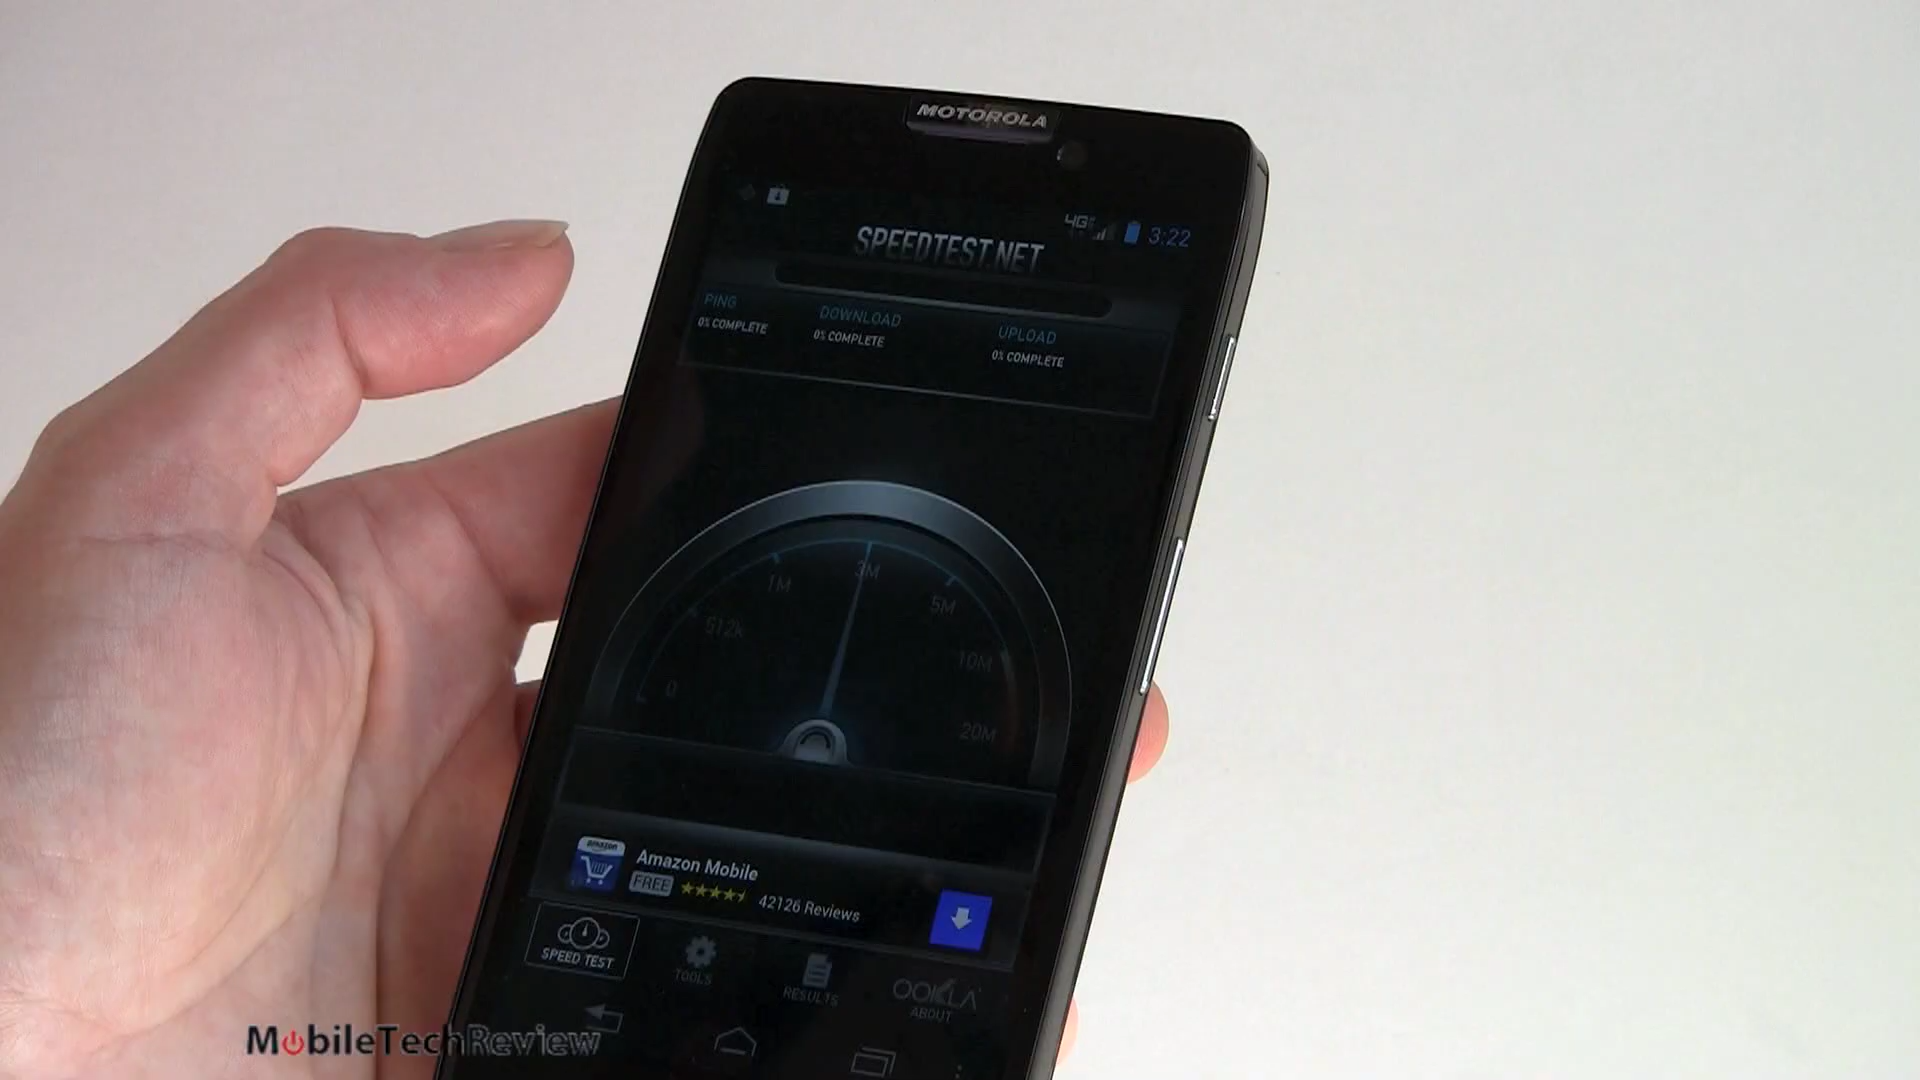 MOTOROLA
4G 3:22
SPEEDTEST.NET
PING DOWNLOAD UPLOAD
0% COMPLETE 0% COMPLETE 0% COMPLETE
0 512k 1M 3M 5M 10M 20M
amazon
Amazon Mobile
FREE 42126 Reviews
SPEED TEST TOOLS RESULTS OOKLA ABOUT
MobileTechReview